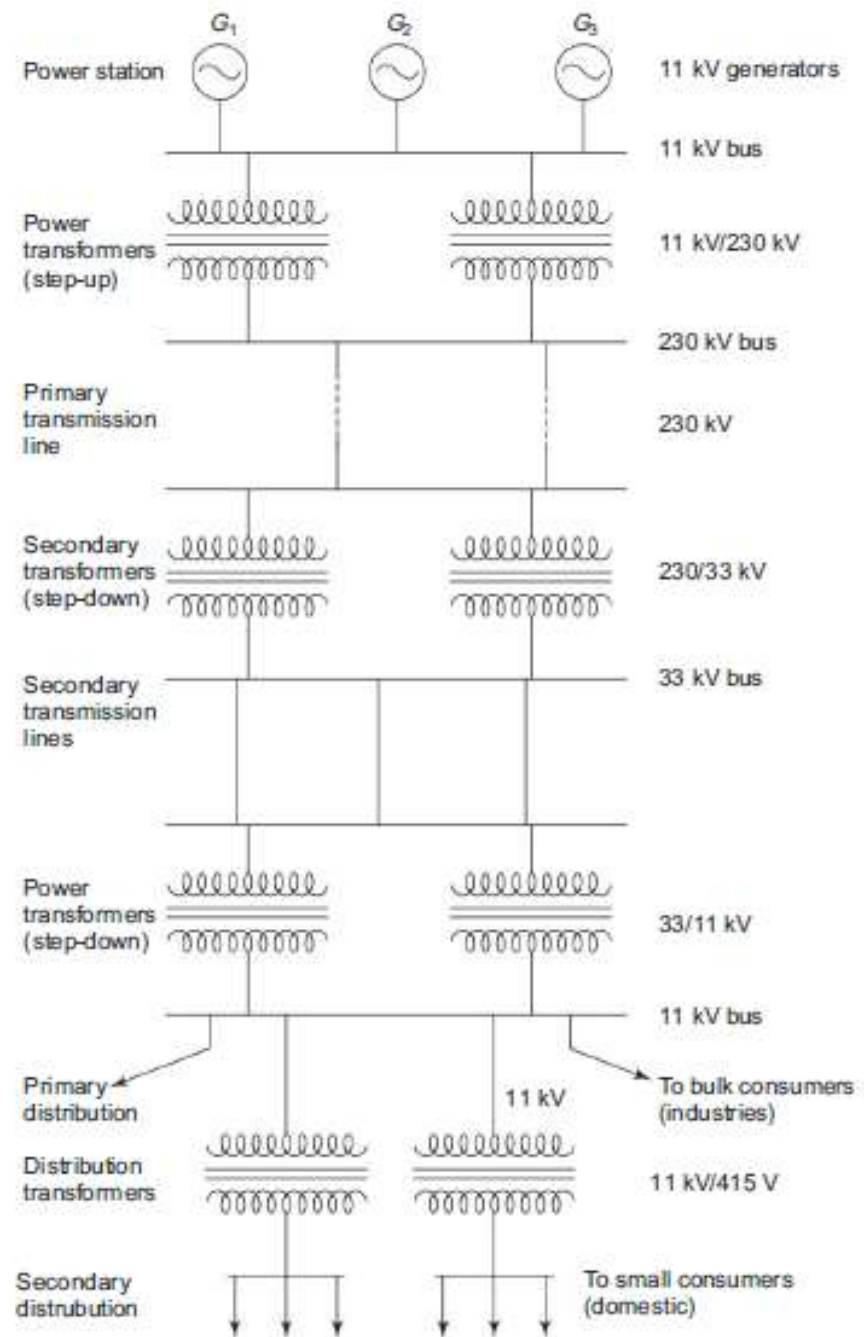 G1 G2 G3
Power station
11 kV generators
11 kV bus
Power
transformers
(step-up)
11 kV/230 kV
230 kV bus
Primary
transmission
line
230 kV
Secondary
transformers
(step-down)
230/33 kV
33 kV bus
Secondary
transmission
lines
Power
transformers
(step-down)
33/11 kV
11 kV bus
Primary
distribution
11 kV
To bulk consumers
(industries)
Distribution
transformers
11 kV/415 V
Secondary
distrubution
To small consumers
(domestic)